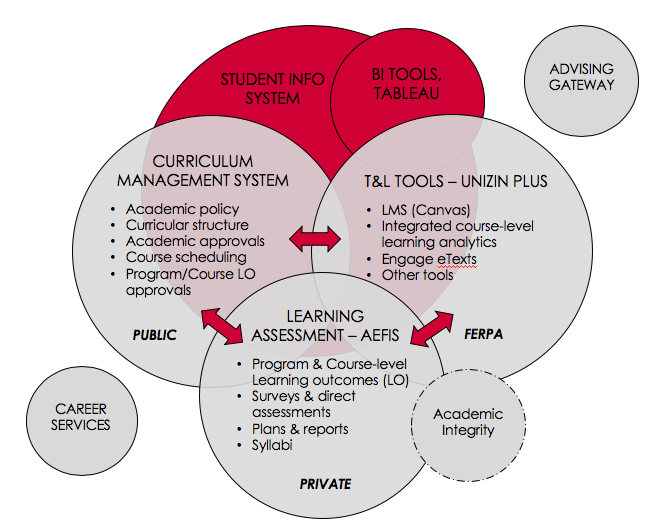 STUDENT INFO
SYSTEM
BI TOOLS,
TABLEAU
ADVISING
GATEWAY
CURRICULUM
MANAGEMENT SYSTEM
• Academic policy
• Curricular structure
• Academic approvals
• Course scheduling
• Program/Course LO
approvals
PUBLIC
T&L TOOLS – UNIZIN PLUS
• LMS (Canvas)
• Integrated course-level
learning analytics
• Engage eTexts
• Other tools
FERPA
LEARNING
ASSESSMENT – AEFIS
• Program & Course-level
Learning outcomes (LO)
• Surveys & direct
assessments
• Plans & reports
• Syllabi
PRIVATE
CAREER
SERVICES
Academic
Integrity